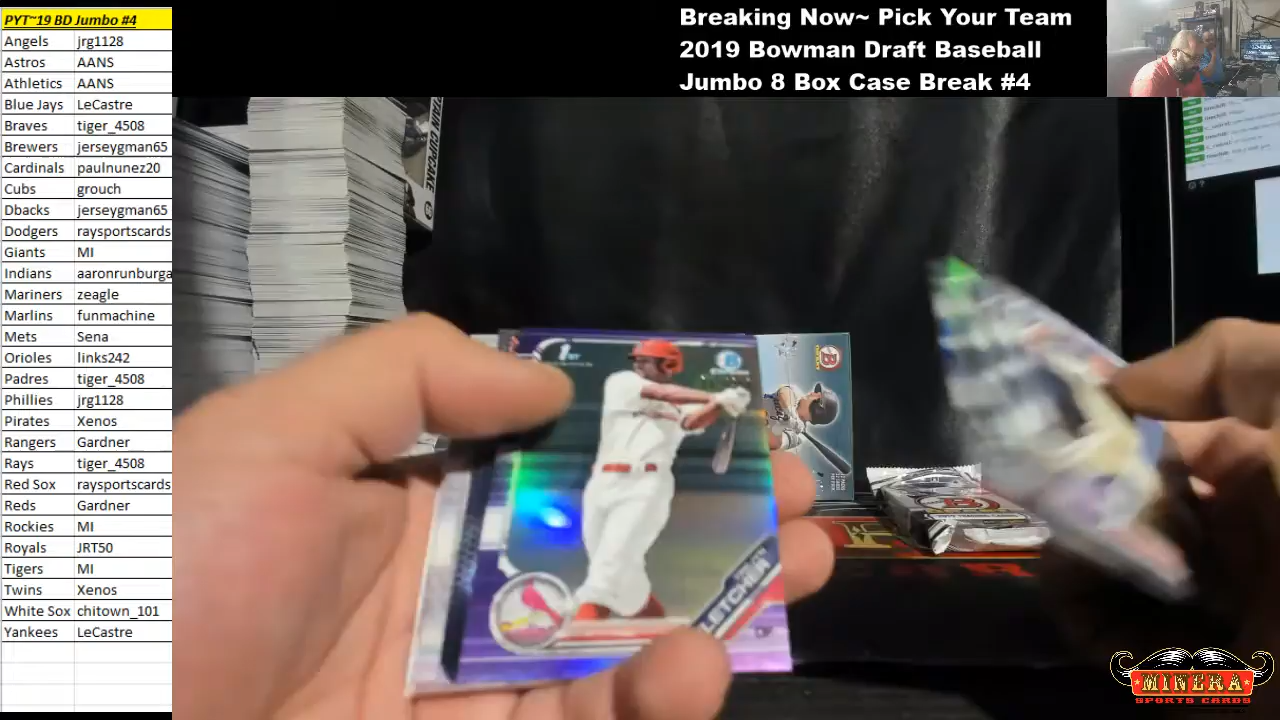 PYT~19 BD Jumbo #4
Angels jrg1128
Astros AANS
Athletics AANS
Blue Jays LeCastre
Braves tiger_4508
Brewers jerseygman65
Cardinals paulnunez20
Cubs grouch
Dbacks jerseygman65
Dodgers raysportscards
Giants MI
Indians aaronrunburga
Mariners zeagle
Marlins funmachine
Mets Sena
Orioles links242
Padres tiger_4508
Phillies jrg1128
Pirates Xenos
Rangers Gardner
Rays tiger_4508
Red Sox raysportscards
Reds Gardner
Rockies MI
Royals JRT50
Tigers MI
Twins Xenos
White Sox chitown_101
Yankees LeCastre
Breaking Now~ Pick Your Team
2019 Bowman Draft Baseball
Jumbo 8 Box Case Break #4
1ST
LETCHER
MINERA
SPORTS CARDS